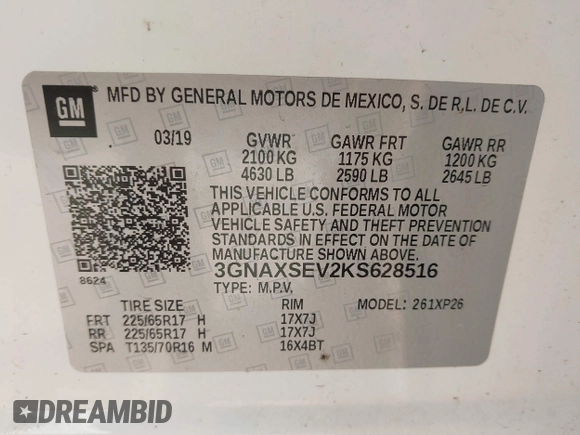 GM MFD BY GENERAL MOTORS DE MEXICO, S. DE R.L. DE C.V.
03/19 GVWR GAWR FRT GAWR RR
2100 KG 1175 KG 1200 KG
4630 LB 2590 LB 2645 LB
THIS VEHICLE CONFORMS TO ALL
APPLICABLE U.S. FEDERAL MOTOR
VEHICLE SAFETY AND THEFT PREVENTION
STANDARDS IN EFFECT ON THE DATE OF
MANUFACTURE SHOWN ABOVE.
8624 3GNAXSEV2KS628516
TYPE: M.P.V.
TIRE SIZE RIM MODEL: 261XP26
FRT 225/65R17 H 17X7J
RR 225/65R17 H 17X7J
SPA T135/70R16 M 16X4BT
DREAMBID